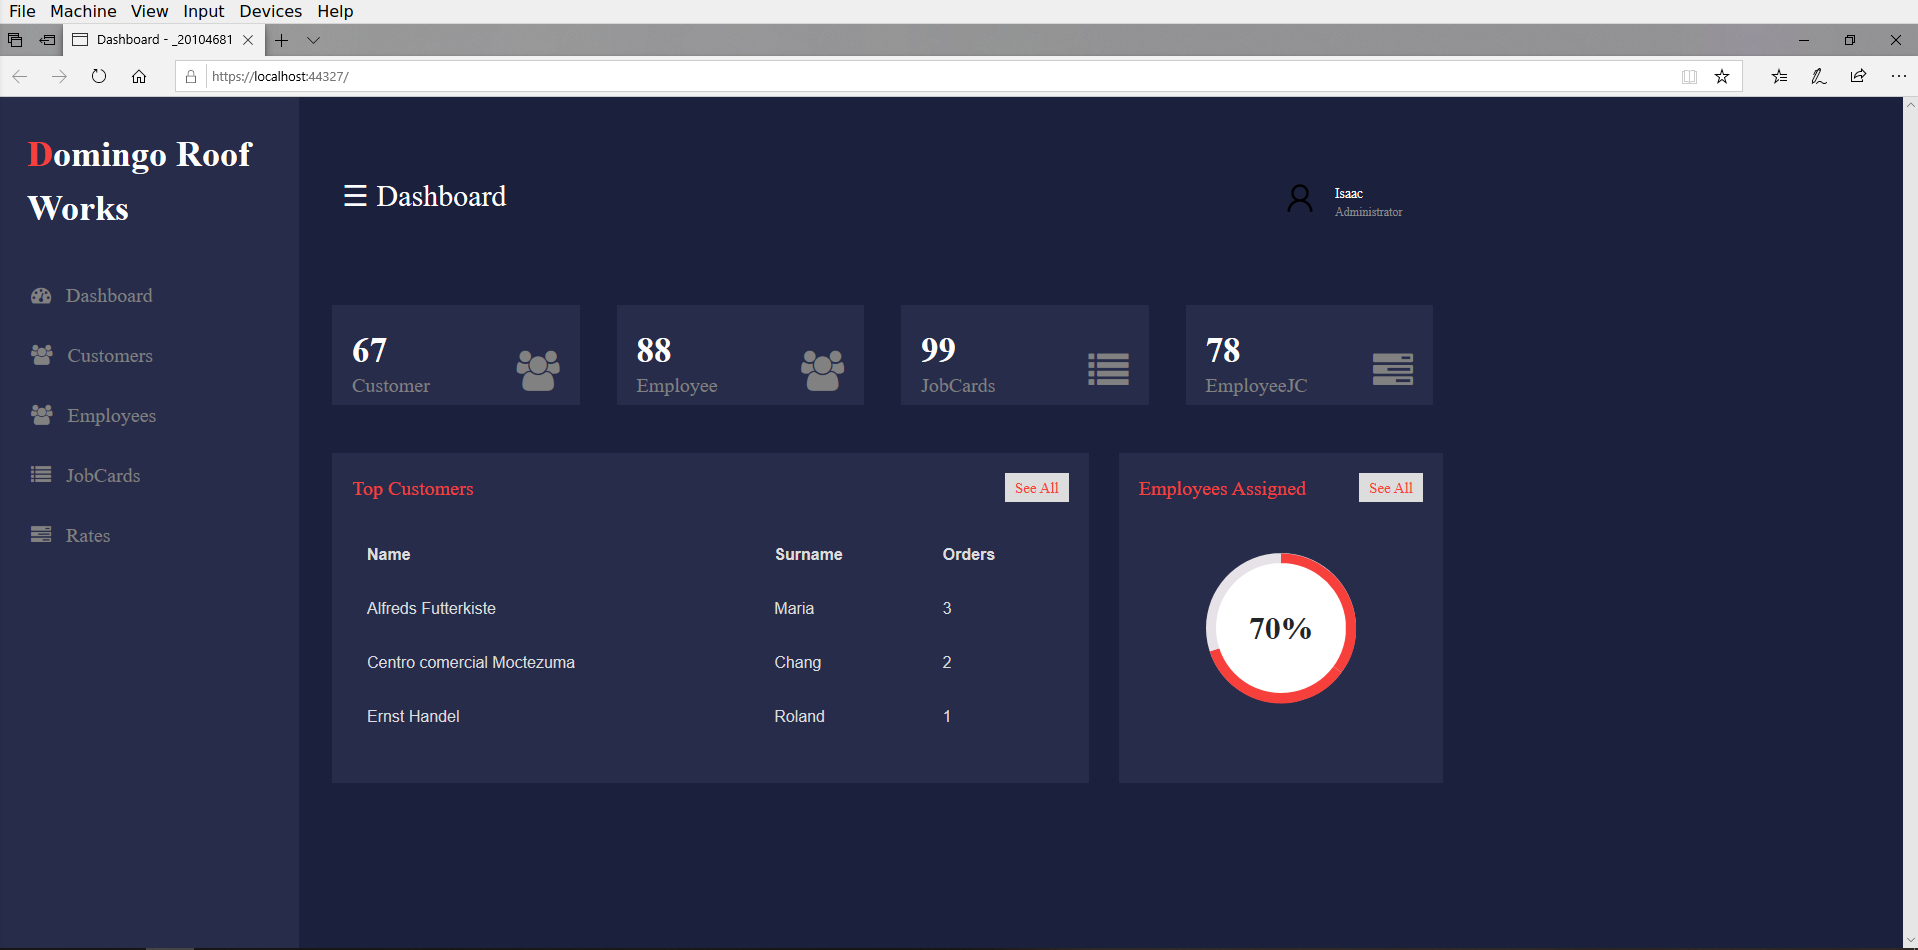 File Machine View Input Devices Help
Dashboard - _20104681
https://localhost:44327/
Domingo Roof
Works
☰ Dashboard
Isaac
Administrator
Dashboard
Customers
Employees
JobCards
Rates
67
Customer
88
Employee
99
JobCards
78
EmployeeJC
Top Customers
See All
Name Surname Orders
Alfreds Futterkiste Maria 3
Centro comercial Moctezuma Chang 2
Ernst Handel Roland 1
Employees Assigned
See All
70%